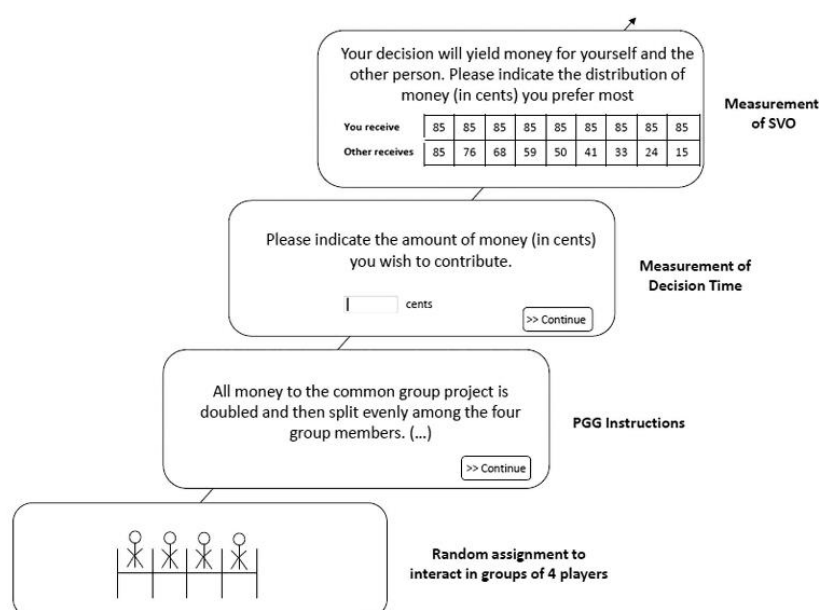 Your decision will yield money for yourself and the
other person. Please indicate the distribution of
money (in cents) you prefer most
You receive 85 85 85 85 85 85 85 85 85
Other receives 85 76 68 59 50 41 33 24 15
Measurement
of SVO
Please indicate the amount of money (in cents)
you wish to contribute.
cents
>> Continue
Measurement of
Decision Time
All money to the common group project is
doubled and then split evenly among the four
group members. (...)
>> Continue
PGG Instructions
Random assignment to
interact in groups of 4 players